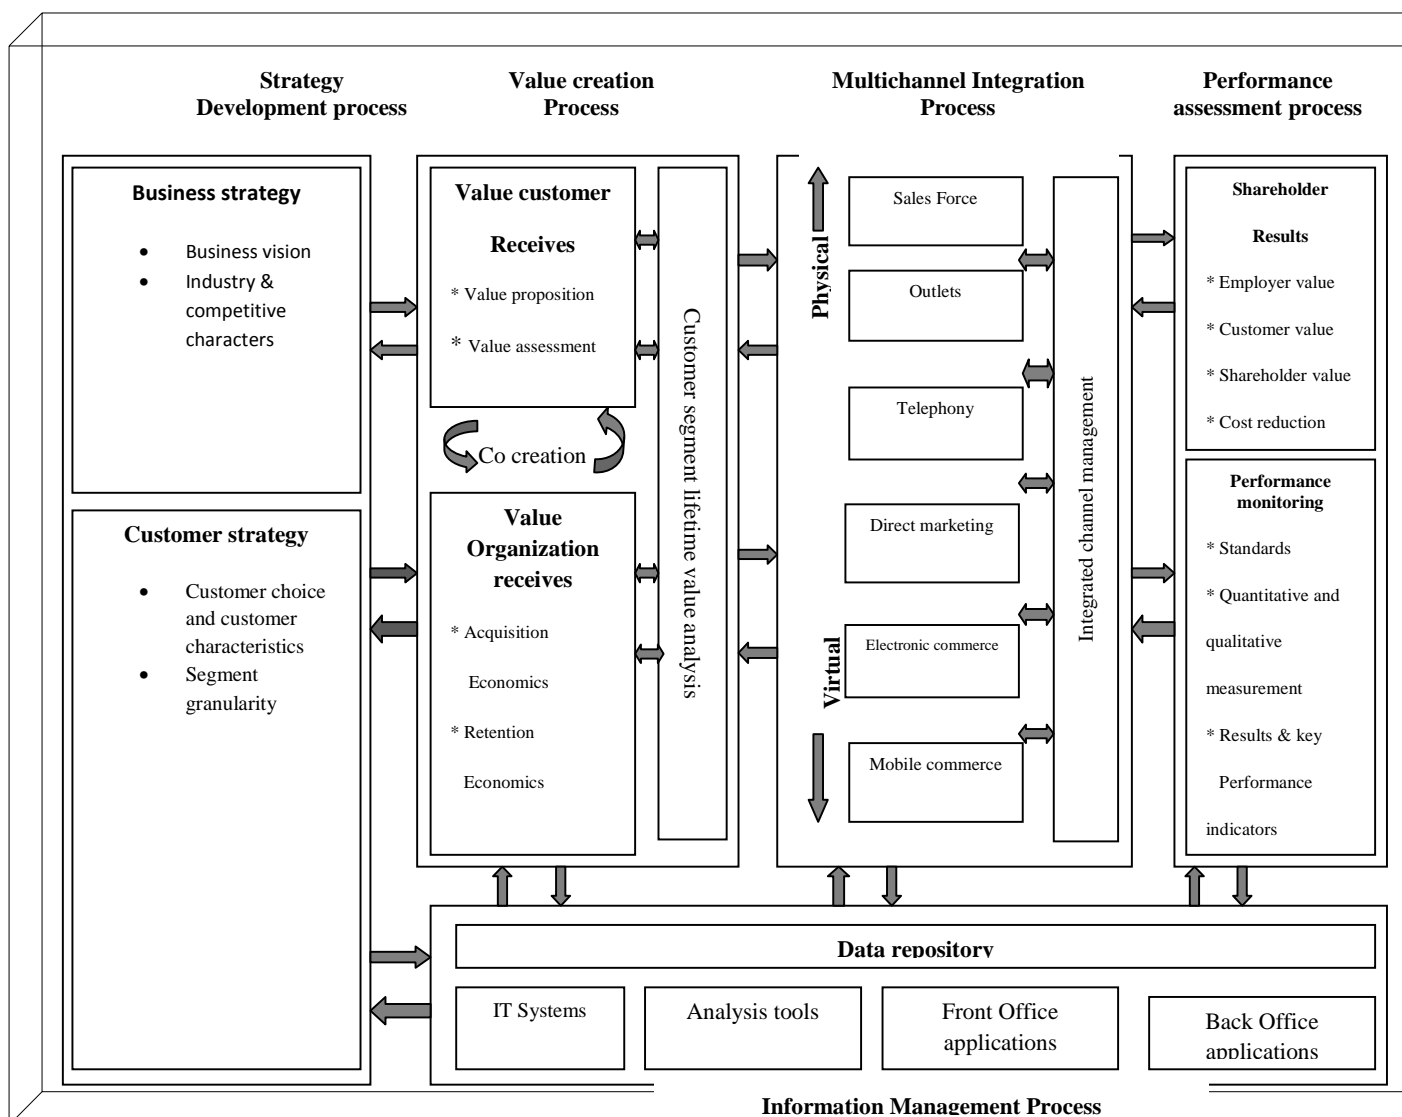 Strategy
Development process
Value creation
Process
Multichannel Integration
Process
Performance
assessment process
Business strategy
• Business vision
• Industry &
competitive
characters
Customer strategy
• Customer choice
and customer
characteristics
• Segment
granularity
Value customer
Receives
* Value proposition
* Value assessment
Co creation
Value
Organization
receives
* Acquisition
Economics
* Retention
Economics
Customer segment lifetime value analysis
Physical
Virtual
Sales Force
Outlets
Telephony
Direct marketing
Electronic commerce
Mobile commerce
Integrated channel management
Shareholder
Results
* Employer value
* Customer value
* Shareholder value
* Cost reduction
Performance
monitoring
* Standards
* Quantitative and
qualitative
measurement
* Results & key
Performance
indicators
Data repository
IT Systems
Analysis tools
Front Office
applications
Back Office
applications
Information Management Process